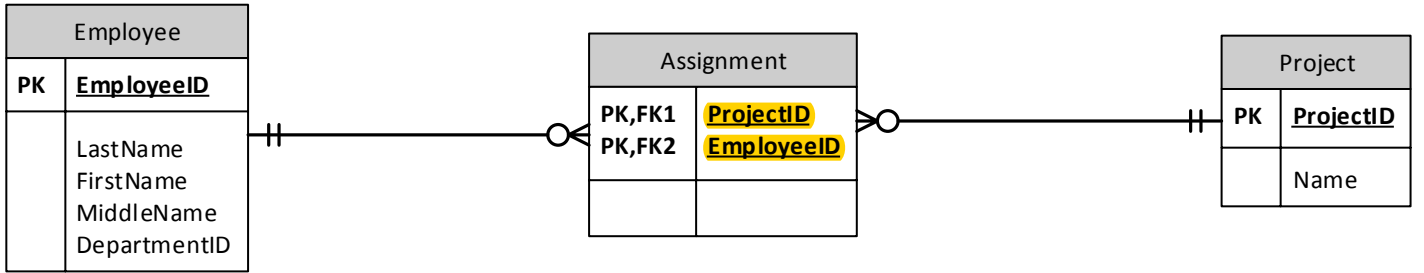 Employee
PK EmployeeID
LastName
FirstName
MiddleName
DepartmentID
Assignment
PK,FK1 ProjectID
PK,FK2 EmployeeID
Project
PK ProjectID
Name